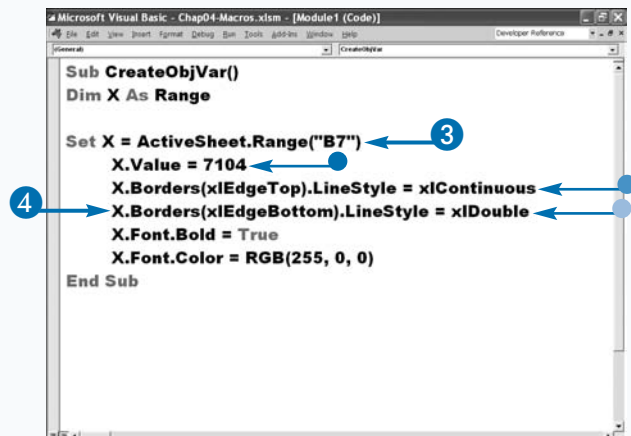 Microsoft Visual Basic - Chap04-Macros.xlsm - [Module1 (Code)]
File Edit View Insert Format Debug Run Tools Add-Ins Window Help Developer Reference
(General) CreateObjVar
Sub CreateObjVar()
Dim X As Range
Set X = ActiveSheet.Range("B7") 3
X.Value = 7104
X.Borders(xlEdgeTop).LineStyle = xlContinuous
4 X.Borders(xlEdgeBottom).LineStyle = xlDouble
X.Font.Bold = True
X.Font.Color = RGB(255, 0, 0)
End Sub